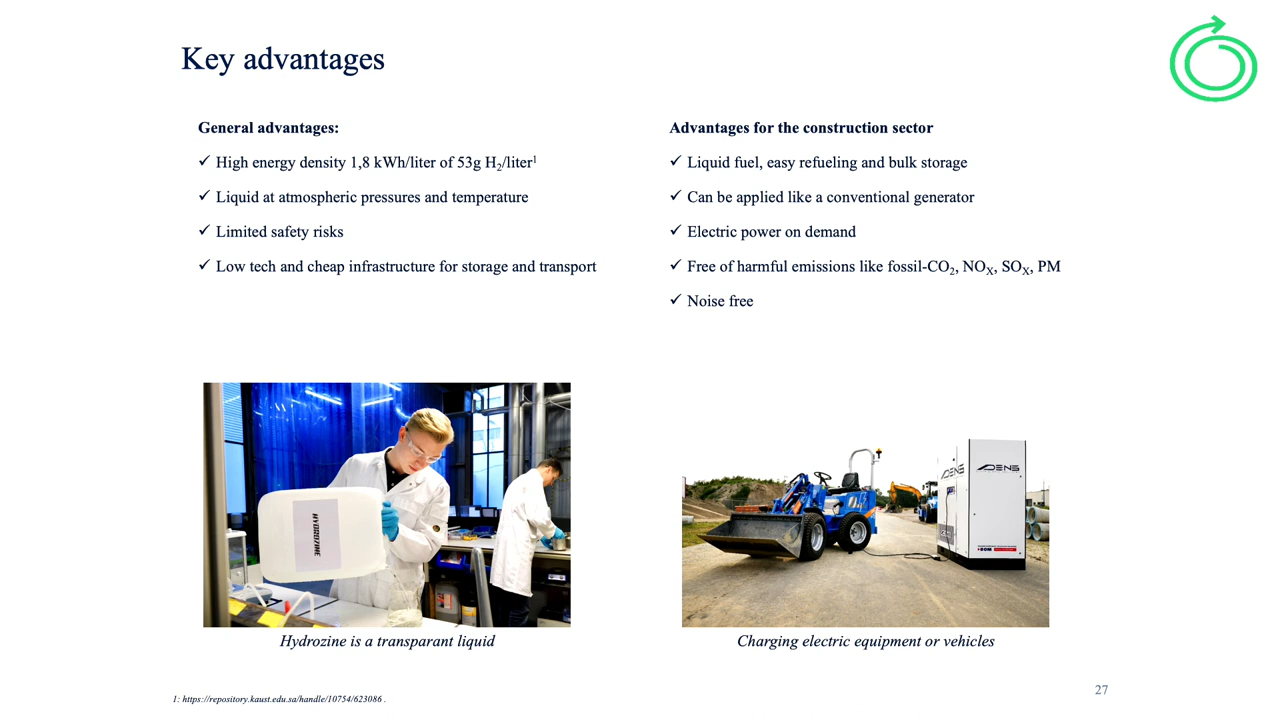 Key advantages
General advantages:
✓ High energy density 1,8 kWh/liter of 53g H₂/liter¹
✓ Liquid at atmospheric pressures and temperature
✓ Limited safety risks
✓ Low tech and cheap infrastructure for storage and transport
Advantages for the construction sector
✓ Liquid fuel, easy refueling and bulk storage
✓ Can be applied like a conventional generator
✓ Electric power on demand
✓ Free of harmful emissions like fossil-CO₂, NOₓ, SOₓ, PM
✓ Noise free
HYDROZINE
DENS
DENS
BAM
Hydrozine is a transparant liquid
Charging electric equipment or vehicles
1: https://repository.kaust.edu.sa/handle/10754/623086 .
27